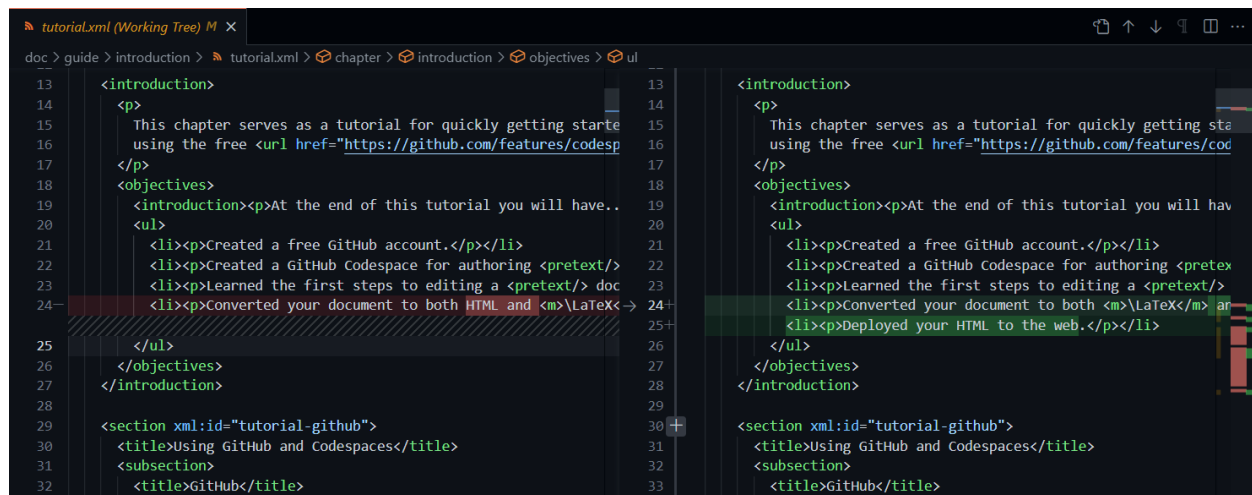 tutorial.xml (Working Tree) M
doc > guide > introduction > tutorial.xml > chapter > introduction > objectives > ul
13 <introduction>
14 <p>
15 This chapter serves as a tutorial for quickly getting starte
16 using the free <url href="https://github.com/features/codesp
17 </p>
18 <objectives>
19 <introduction><p>At the end of this tutorial you will have..
20 <ul>
21 <li><p>Created a free GitHub account.</p></li>
22 <li><p>Created a GitHub Codespace for authoring <pretext/>
23 <li><p>Learned the first steps to editing a <pretext/> doc
24— <li><p>Converted your document to both HTML and <m>\LaTeX<
25 </ul>
26 </objectives>
27 </introduction>
28
29 <section xml:id="tutorial-github">
30 <title>Using GitHub and Codespaces</title>
31 <subsection>
32 <title>GitHub</title>
13 <introduction>
14 <p>
15 This chapter serves as a tutorial for quickly getting sta
16 using the free <url href="https://github.com/features/cod
17 </p>
18 <objectives>
19 <introduction><p>At the end of this tutorial you will hav
20 <ul>
21 <li><p>Created a free GitHub account.</p></li>
22 <li><p>Created a GitHub Codespace for authoring <pretex
23 <li><p>Learned the first steps to editing a <pretext/>
24+ <li><p>Converted your document to both <m>\LaTeX</m> an
25+ <li><p>Deployed your HTML to the web.</p></li>
26 </ul>
27 </objectives>
28 </introduction>
29
30 <section xml:id="tutorial-github">
31 <title>Using GitHub and Codespaces</title>
32 <subsection>
33 <title>GitHub</title>